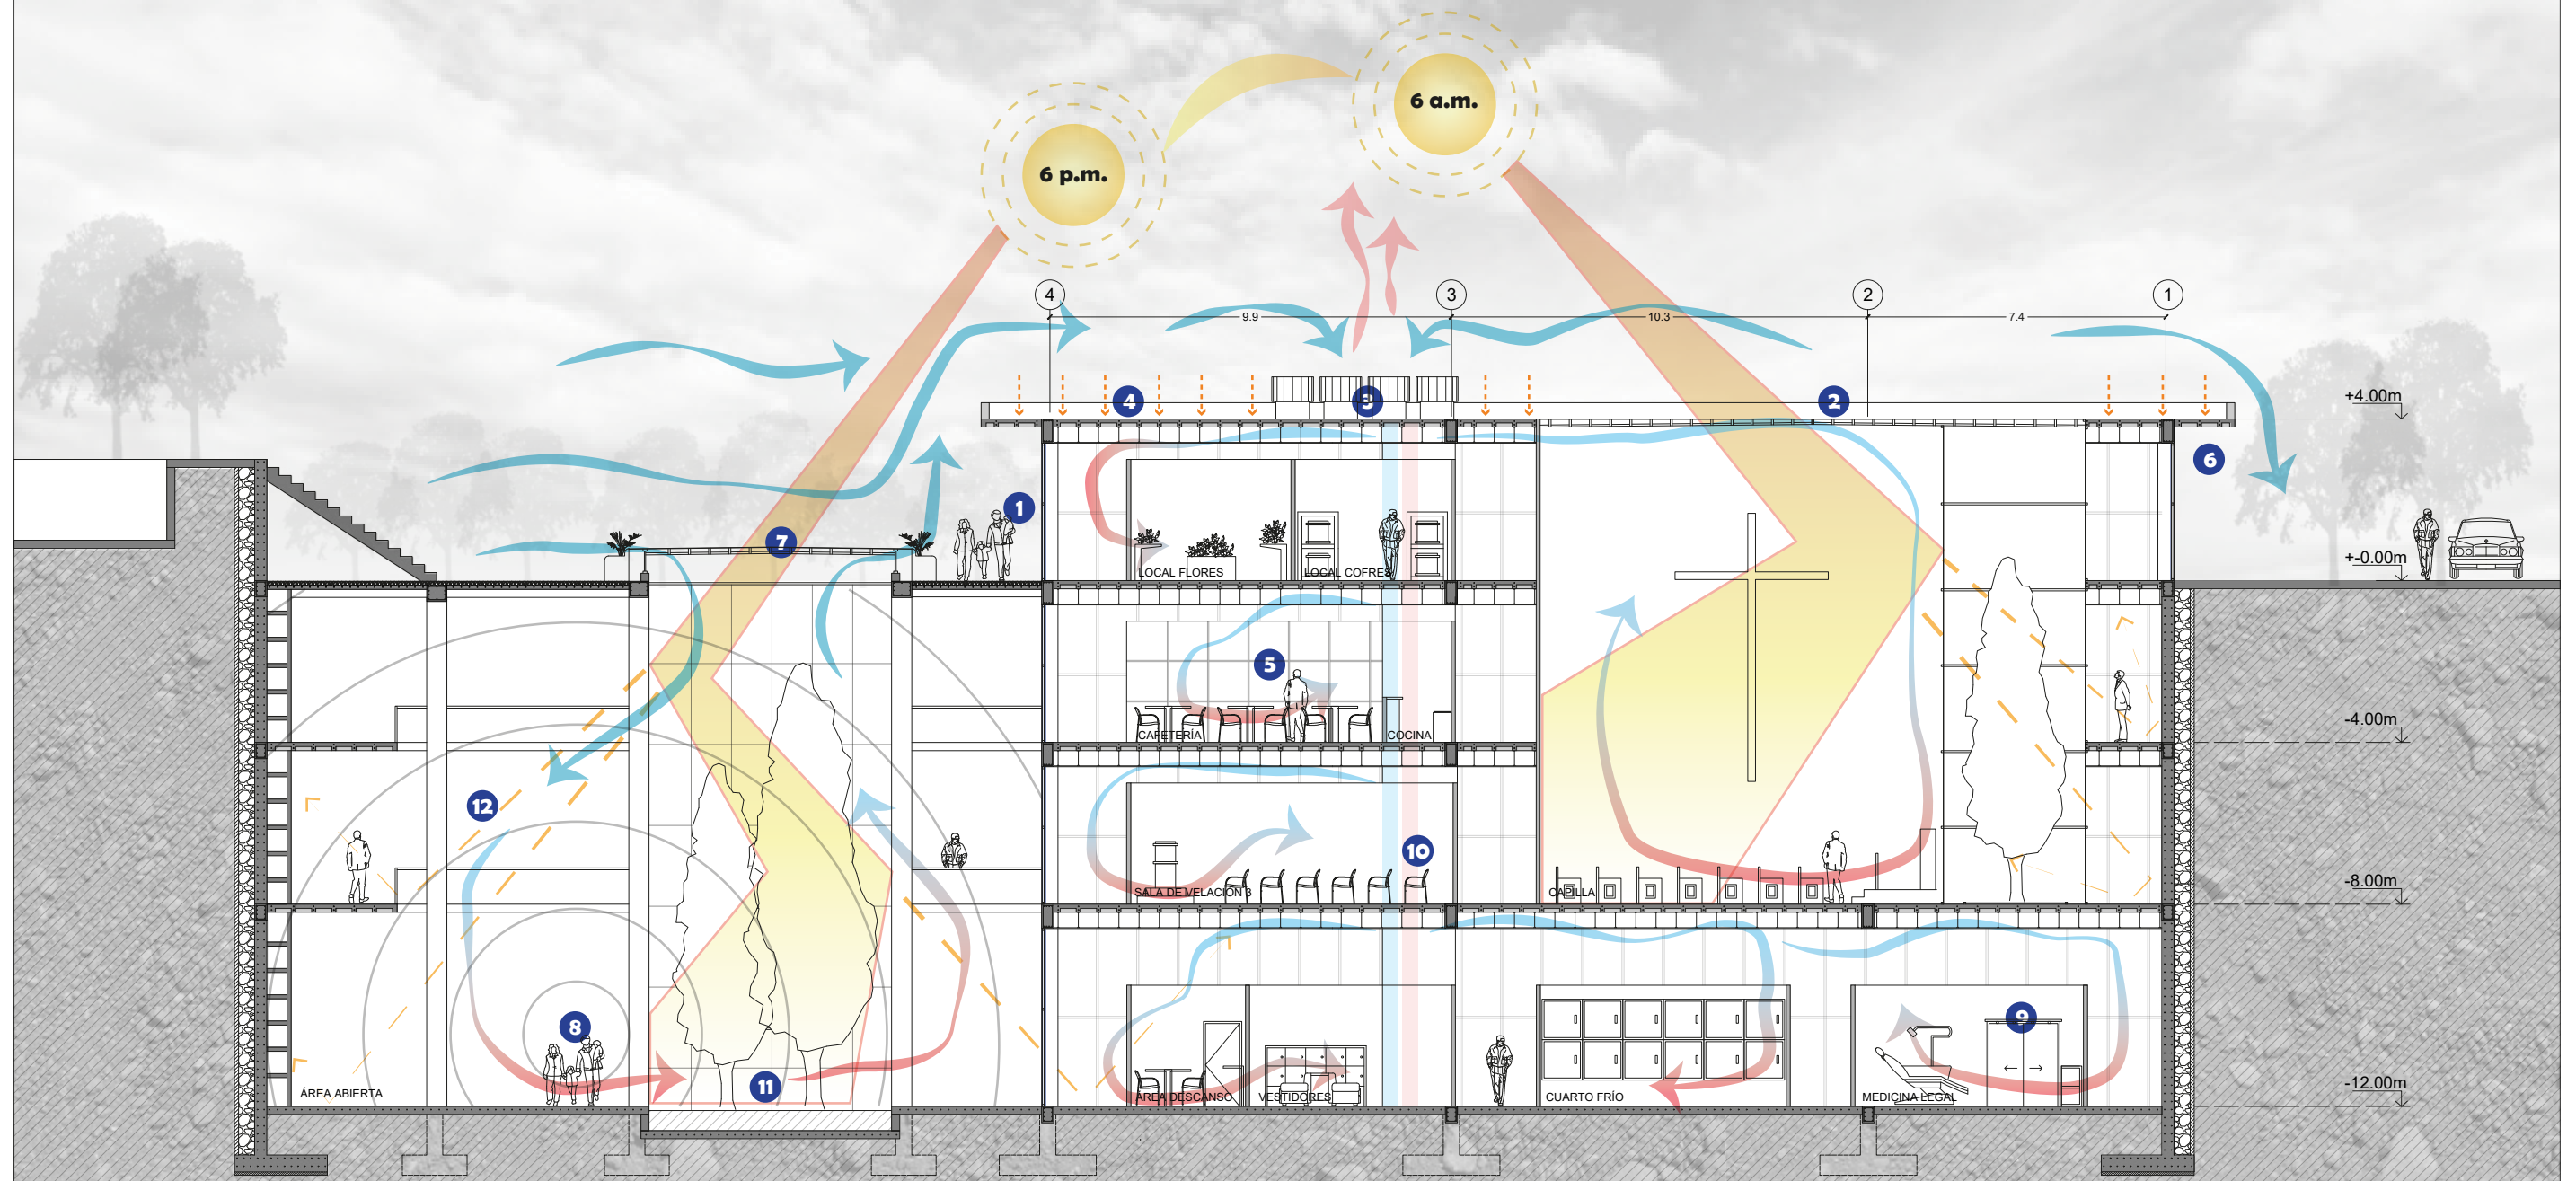 6 a.m.
6 p.m.
4
3
2
1
9.9
10.3
7.4
4
3
2
+4.00m
6
1
7
+-0.00m
LOCAL FLORES
LOCAL COFRES
5
-4.00m
CAFETERÍA
COCINA
12
10
-8.00m
SALA DE VELACIÓN 3
CAPILLA
8
9
11
ÁREA ABIERTA
ÁREA DESCANSO
VESTIDORES
CUARTO FRÍO
MEDICINA LEGAL
-12.00m